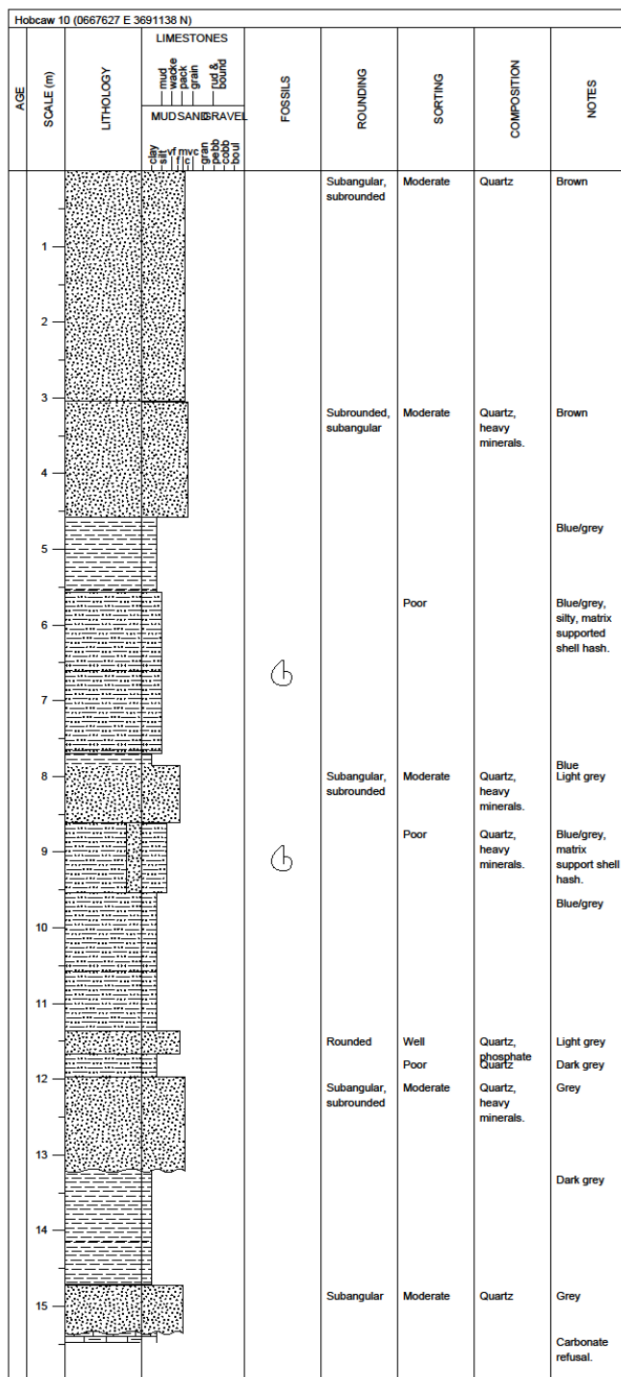 Hobcaw 10 (0667627 E 3691138 N)
AGE
SCALE (m)
LITHOLOGY
LIMESTONES
mud
wacke
pack
grain
rud &
bound
MUD SAND GRAVEL
clay
silt
vf
f
m
c
vc
gran
pebb
cobb
boul
FOSSILS
ROUNDING
SORTING
COMPOSITION
NOTES
Subangular, Moderate Quartz Brown
subrounded
1
2
3
Subrounded, Moderate Quartz, Brown
subangular heavy
minerals.
4
Blue/grey
5
Poor Blue/grey,
6 silty, matrix
supported
shell hash.
7
Blue
8 Subangular, Moderate Quartz, Light grey
subrounded heavy
minerals.
Poor Quartz, Blue/grey,
9 heavy matrix
minerals. support shell
hash.
Blue/grey
10
11
Rounded Well Quartz, Light grey
phosphate
Poor Quartz Dark grey
12 Subangular, Moderate Quartz, Grey
subrounded heavy
minerals.
13
Dark grey
14
Subangular Moderate Quartz Grey
15
Carbonate
refusal.